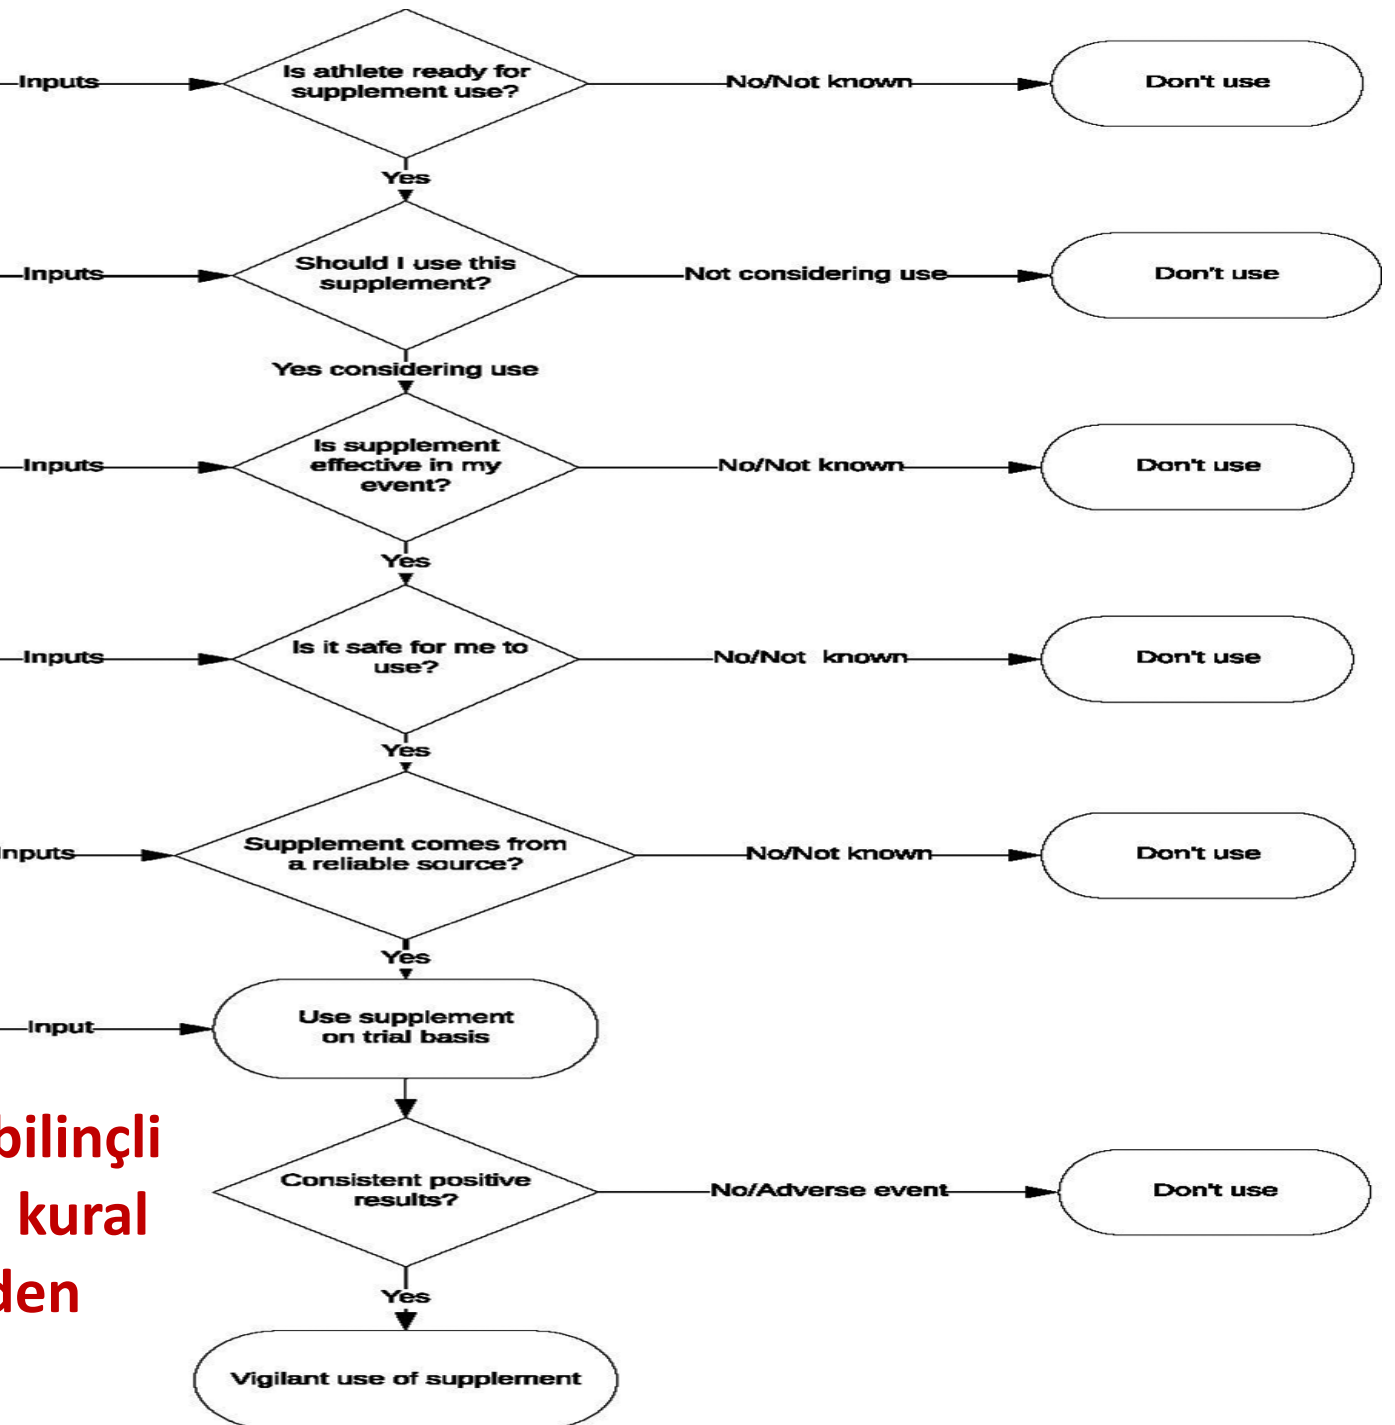 Inputs
Is athlete ready for
supplement use?
No/Not known
Don't use
Yes
Inputs
Should I use this
supplement?
Not considering use
Don't use
Yes considering use
Inputs
Is supplement
effective in my
event?
No/Not known
Don't use
Yes
Inputs
Is it safe for me to
use?
No/Not known
Don't use
Yes
nputs
Supplement comes from
a reliable source?
No/Not known
Don't use
Yes
Input
Use supplement
on trial basis
bilinçli
kural
den
Consistent positive
results?
No/Adverse event
Don't use
Yes
Vigilant use of supplement